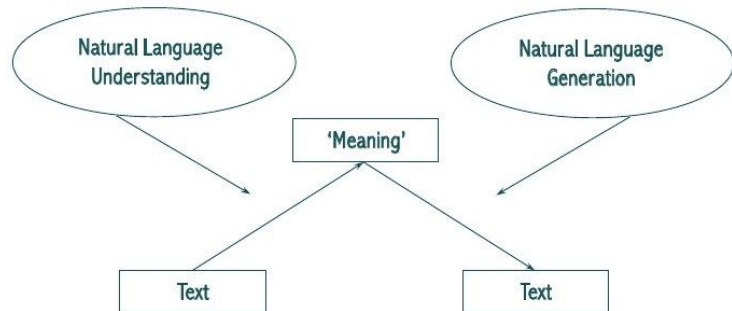 Natural Language
Understanding
Natural Language
Generation
‘Meaning’
Text
Text